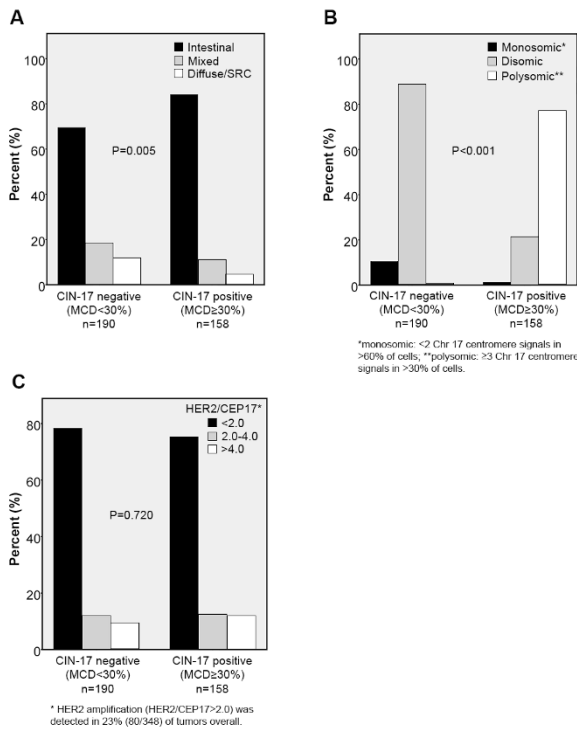 A
Intestinal
Mixed
Diffuse/SRC
100
80
60
40
20
0
Percent (%)
P=0.005
CIN-17 negative
(MCD<30%)
n=190
CIN-17 positive
(MCD≥30%)
n=158
B
Monosomic*
Disomic
Polysomic**
100
80
60
40
20
0
Percent (%)
P<0.001
CIN-17 negative
(MCD<30%)
n=190
CIN-17 positive
(MCD≥30%)
n=158
*monosomic: <2 Chr 17 centromere signals in
>60% of cells; **polysomic: ≥3 Chr 17 centromere
signals in >30% of cells.
C
HER2/CEP17*
<2.0
2.0-4.0
>4.0
80
60
40
20
0
Percent (%)
P=0.720
CIN-17 negative
(MCD<30%)
n=190
CIN-17 positive
(MCD≥30%)
n=158
* HER2 amplification (HER2/CEP17>2.0) was
detected in 23% (80/348) of tumors overall.